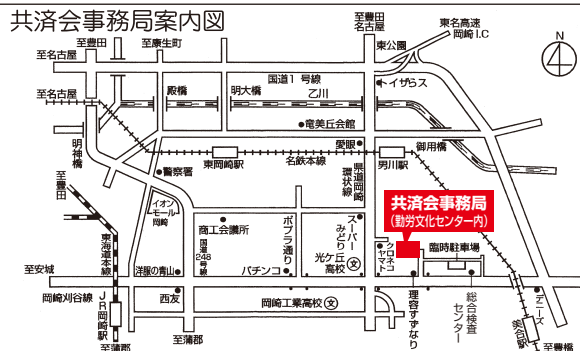 共済会事務局案内図
至豊田
至康生町
至豊田
名古屋
東名高速
岡崎I.C
N
至名古屋
東公園
国道1号線
トイザらス
至名古屋
殿橋
明大橋
乙川
竜美丘会館
明神橋
愛眼
御用橋
東岡崎駅
名鉄本線
男川駅
警察署
県道岡崎
環状線
至豊田
イオン
モール
岡崎
共済会事務局
(勤労文化センター内)
商工会議所
ポプラ通り
スーパー
みどり
国道248号線
光ケ丘
高校
文
クロネコ
ヤマト
臨時駐車場
東海道本線
至安城
洋服の青山
パチンコ
岡崎刈谷線
西友
岡崎工業高校
文
理容すずなり
総合検査
センター
デニーズ
JR岡崎駅
美合駅
至蒲郡
至蒲郡
至豊橋